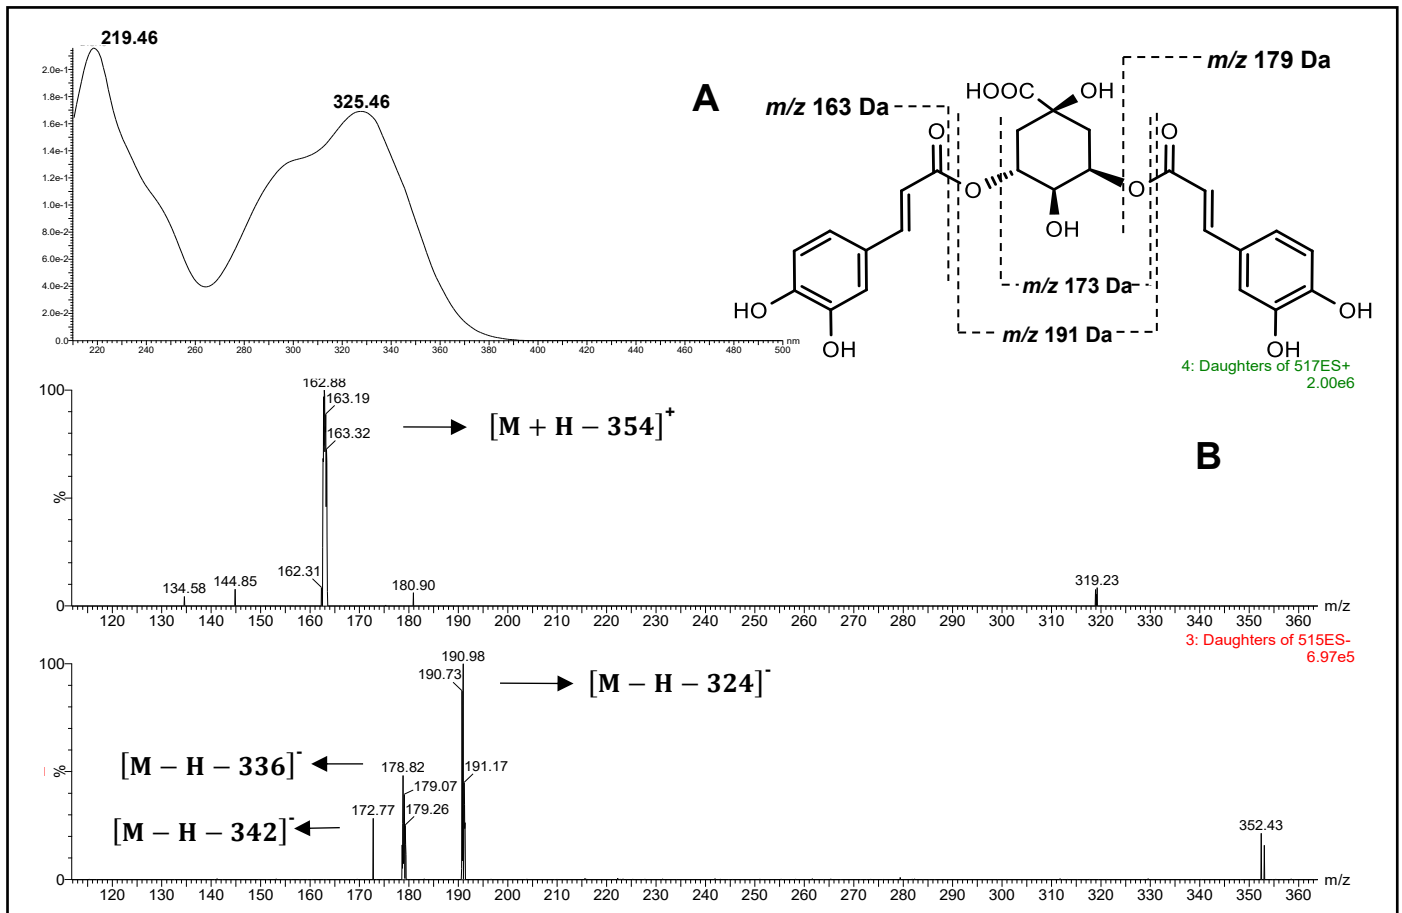 219.46
325.46
2.0e-1
1.8e-1
1.6e-1
1.4e-1
1.2e-1
1.0e-1
8.0e-2
6.0e-2
4.0e-2
2.0e-2
0.0
220 240 260 280 300 320 340 360 380 400 420 440 460 480 500 nm
A
m/z 179 Da
m/z 163 Da
HOOC OH
O O
O O
OH
m/z 173 Da
m/z 191 Da
HO OH
OH OH
4: Daughters of 517ES+
2.00e6
B
100
%
0
162.88
163.19
163.32
[M + H − 354]+
162.31
134.58
144.85
180.90
319.23
120 130 140 150 160 170 180 190 200 210 220 230 240 250 260 270 280 290 300 310 320 330 340 350 360 m/z
3: Daughters of 515ES-
6.97e5
100
%
0
190.98
190.73
[M − H − 324]-
191.17
[M − H − 336]-
178.82
179.07
179.26
[M − H − 342]-
172.77
352.43
120 130 140 150 160 170 180 190 200 210 220 230 240 250 260 270 280 290 300 310 320 330 340 350 360 m/z